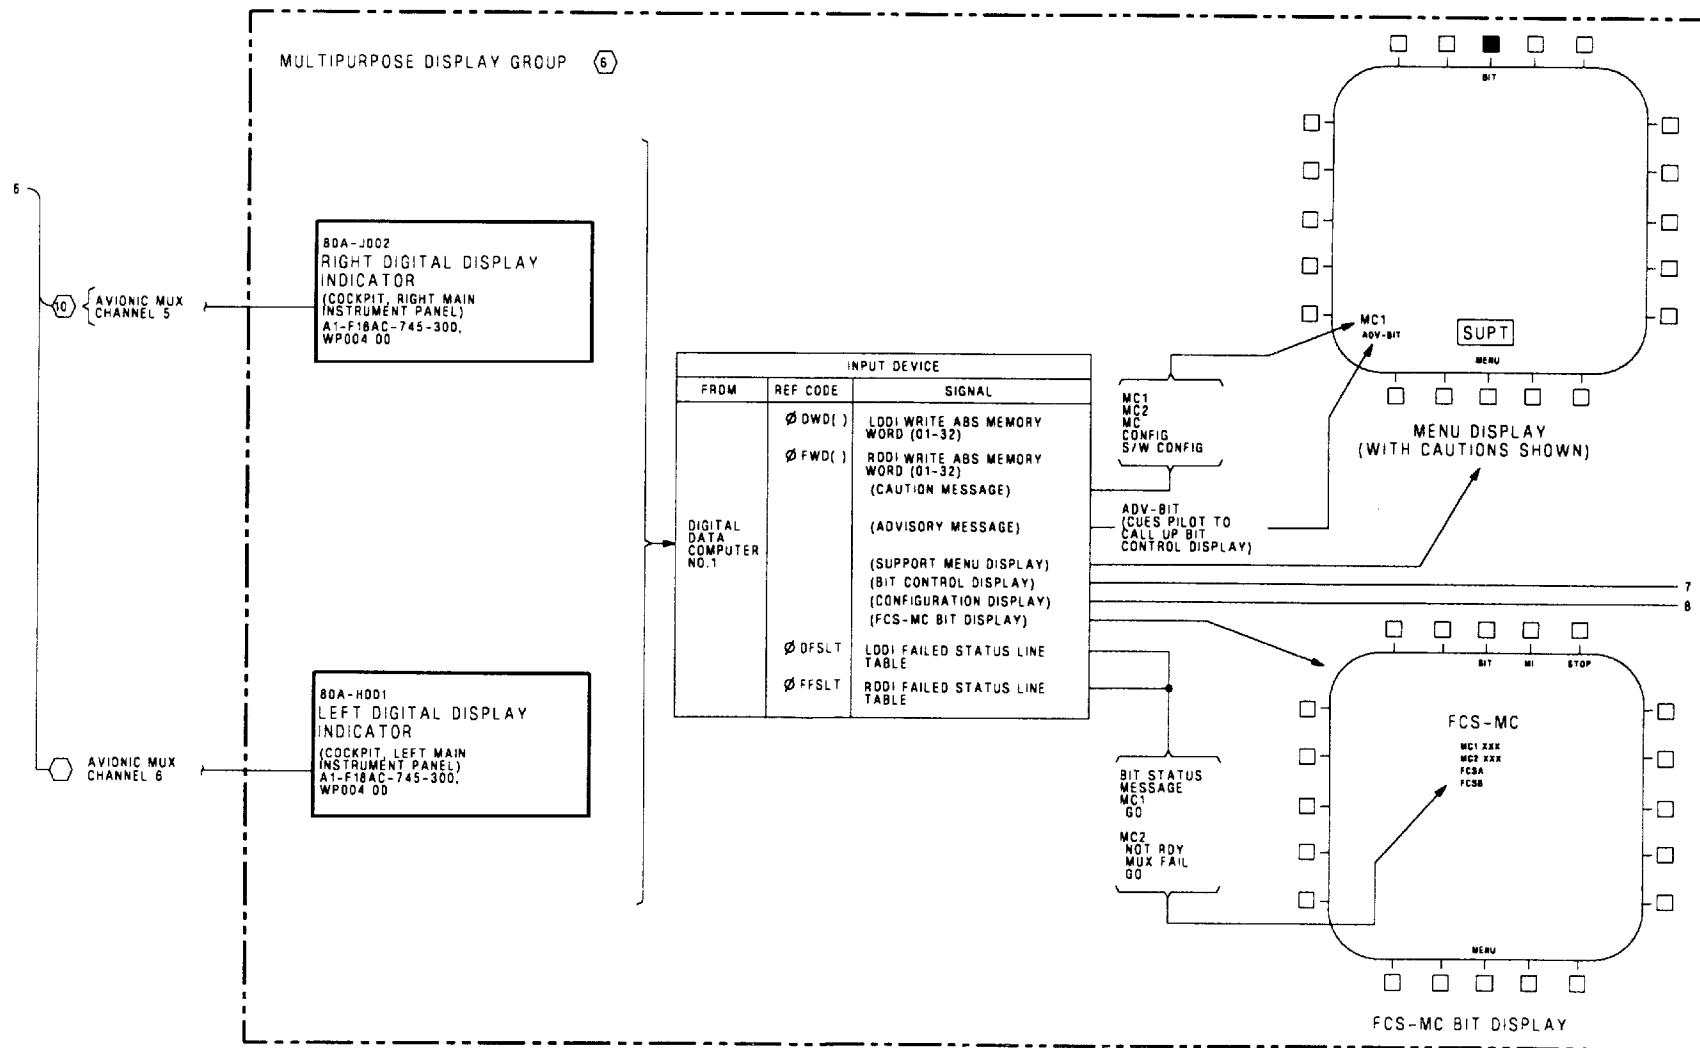 MULTIPURPOSE DISPLAY GROUP 6
6
10 AVIONIC MUX
CHANNEL 5
80A-J002
RIGHT DIGITAL DISPLAY
INDICATOR
(COCKPIT, RIGHT MAIN
INSTRUMENT PANEL)
A1-F18AC-745-300,
WP004 00
AVIONIC MUX
CHANNEL 6
80A-H001
LEFT DIGITAL DISPLAY
INDICATOR
(COCKPIT, LEFT MAIN
INSTRUMENT PANEL)
A1-F18AC-745-300,
WP004 00
INPUT DEVICE
FROM REF CODE SIGNAL
DIGITAL
DATA
COMPUTER
NO.1
Ø DWD( ) LDDI WRITE ABS MEMORY
WORD (01-32)
Ø FWD( ) RDDI WRITE ABS MEMORY
WORD (01-32)
(CAUTION MESSAGE)
(ADVISORY MESSAGE)
(SUPPORT MENU DISPLAY)
(BIT CONTROL DISPLAY)
(CONFIGURATION DISPLAY)
(FCS-MC BIT DISPLAY)
Ø DFSLT LDDI FAILED STATUS LINE
TABLE
Ø FFSLT RDDI FAILED STATUS LINE
TABLE
MC1
MC2
MC
CONFIG
S/W CONFIG
ADV-BIT
(CUES PILOT TO
CALL UP BIT
CONTROL DISPLAY)
BIT STATUS
MESSAGE
MC1
GO
MC2
NOT RDY
MUX FAIL
GO
BIT
MC1
ADV-BIT
SUPT
MENU
MENU DISPLAY
(WITH CAUTIONS SHOWN)
7
8
BIT MI STOP
FCS-MC
MC1 XXX
MC2 XXX
FCSA
FCSB
MENU
FCS-MC BIT DISPLAY